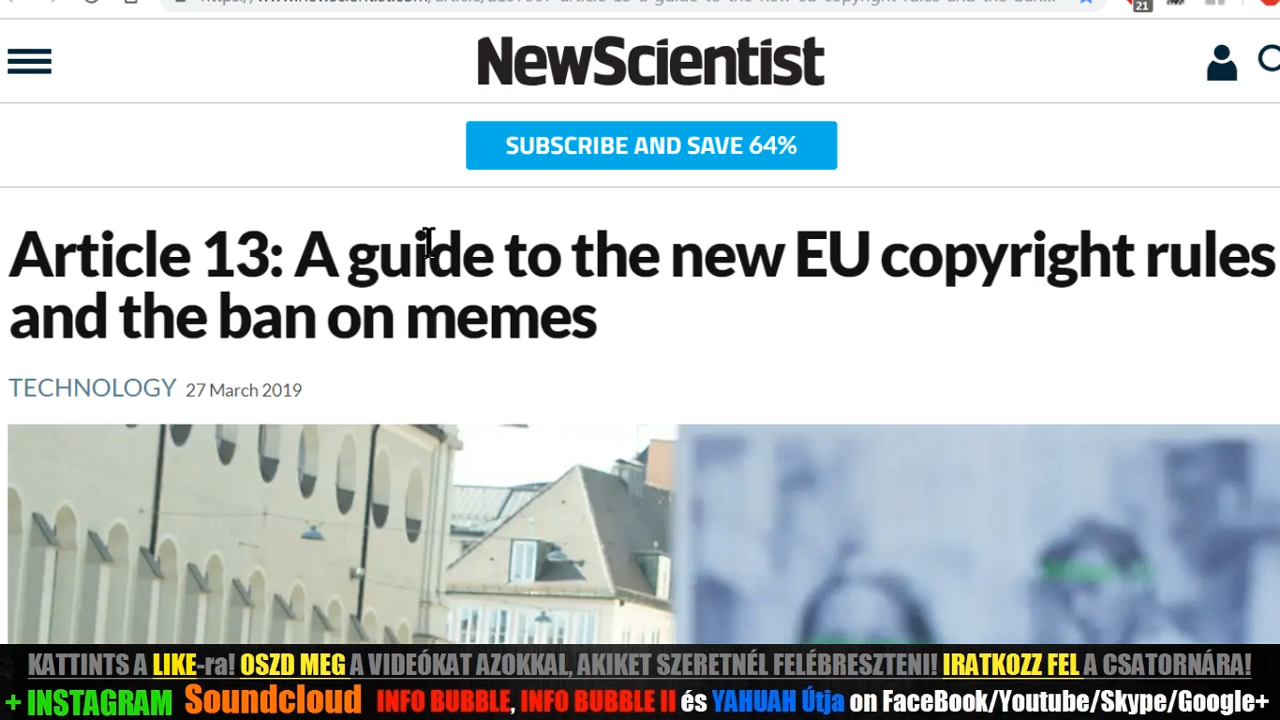 21
NewScientist
SUBSCRIBE AND SAVE 64%
Article 13: A guide to the new EU copyright rules
and the ban on memes
TECHNOLOGY 27 March 2019
KATTINTS A LIKE-ra! OSZD MEG A VIDEÓKAT AZOKKAL, AKIKET SZERETNÉL FELÉBRESZTENI! IRATKOZZ FEL A CSATORNÁRA!
+ INSTAGRAM Soundcloud INFO BUBBLE, INFO BUBBLE II és YAHUAH Útja on FaceBook/Youtube/Skype/Google+